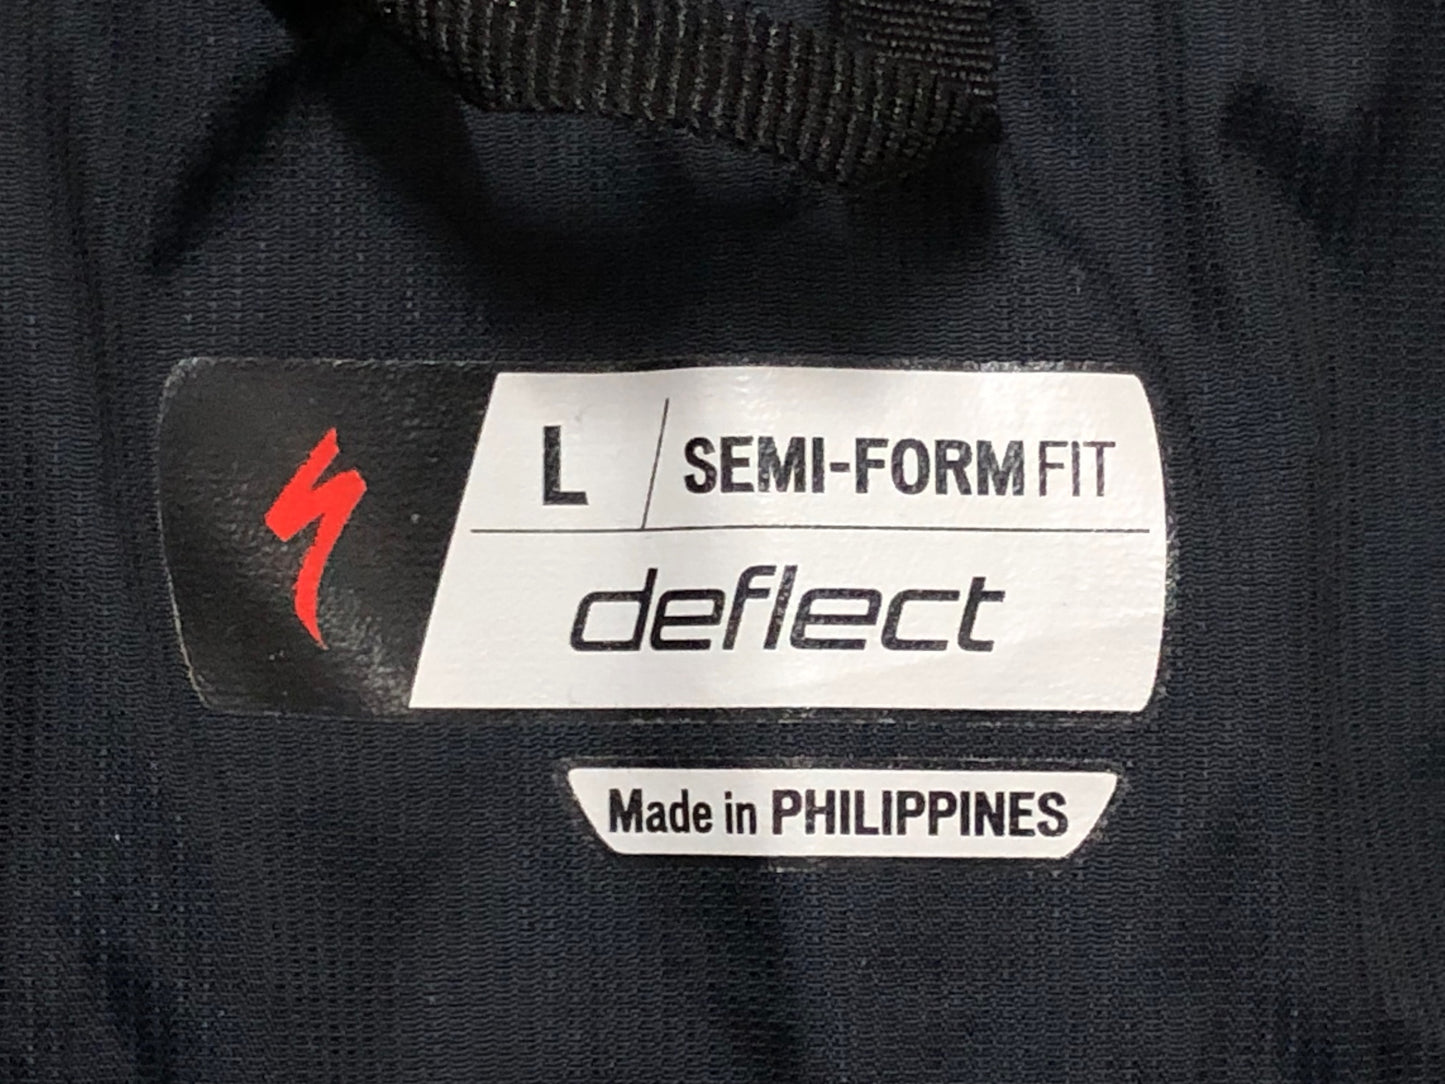 L SEMI-FORM FIT
deflect
Made in PHILIPPINES